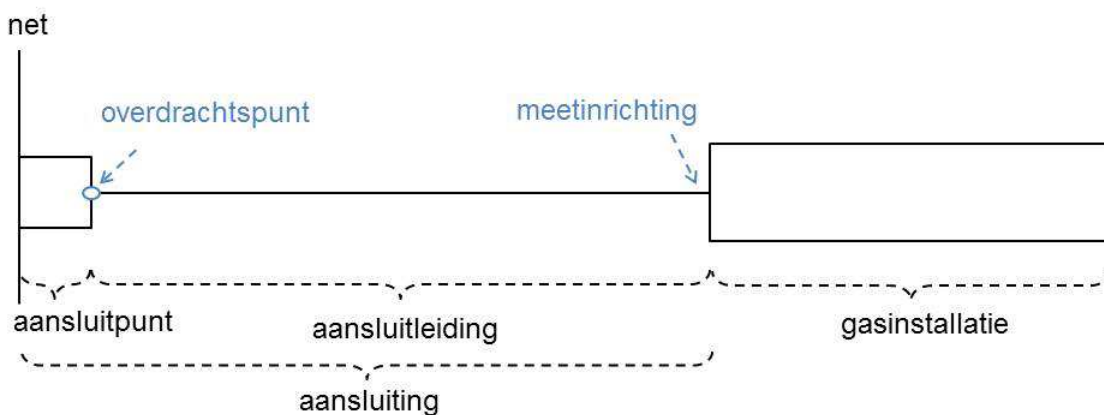 net
overdrachtspunt
meetinrichting
aansluitpunt
aansluitleiding
gasinstallatie
aansluiting